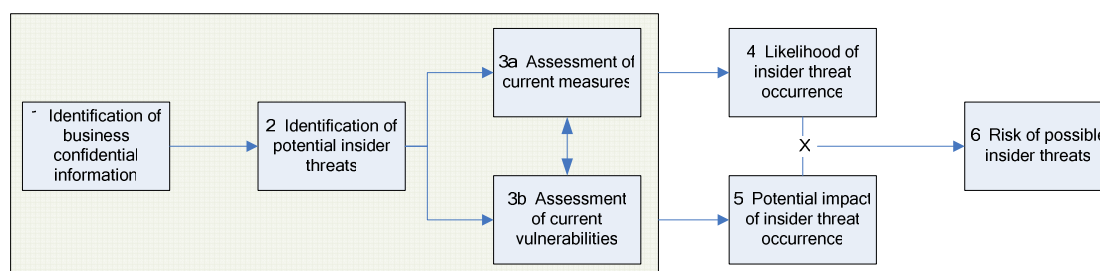 Identification of
business
confidential
information
2 Identification of
potential insider
threats
3a Assessment of
current measures
3b Assessment
of current
vulnerabilities
4 Likelihood of
insider threat
occurrence
X
5 Potential impact
of insider threat
occurrence
6 Risk of possible
insider threats